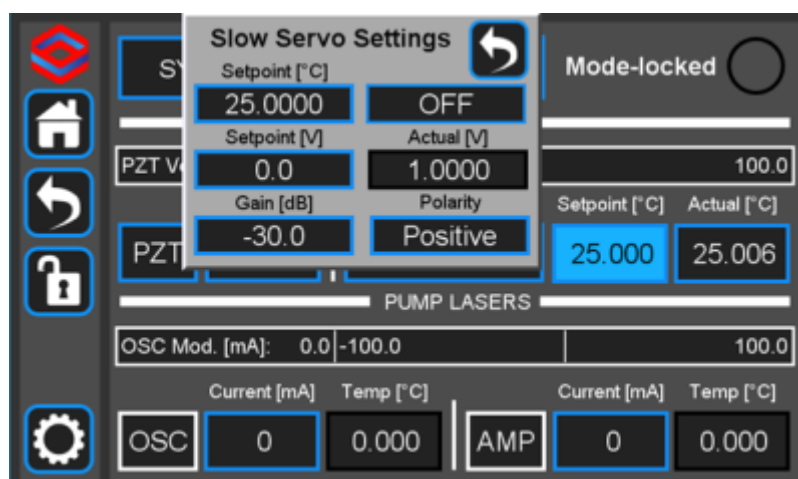 Slow Servo Settings
Setpoint [°C]
25.0000 OFF
Setpoint [V] Actual [V]
0.0 1.0000
Gain [dB] Polarity
-30.0 Positive
Mode-locked
100.0
Setpoint [°C] Actual [°C]
PZT 25.000 25.006
PUMP LASERS
OSC Mod. [mA]: 0.0 -100.0 100.0
Current [mA] Temp [°C] Current [mA] Temp [°C]
OSC 0 0.000 AMP 0 0.000